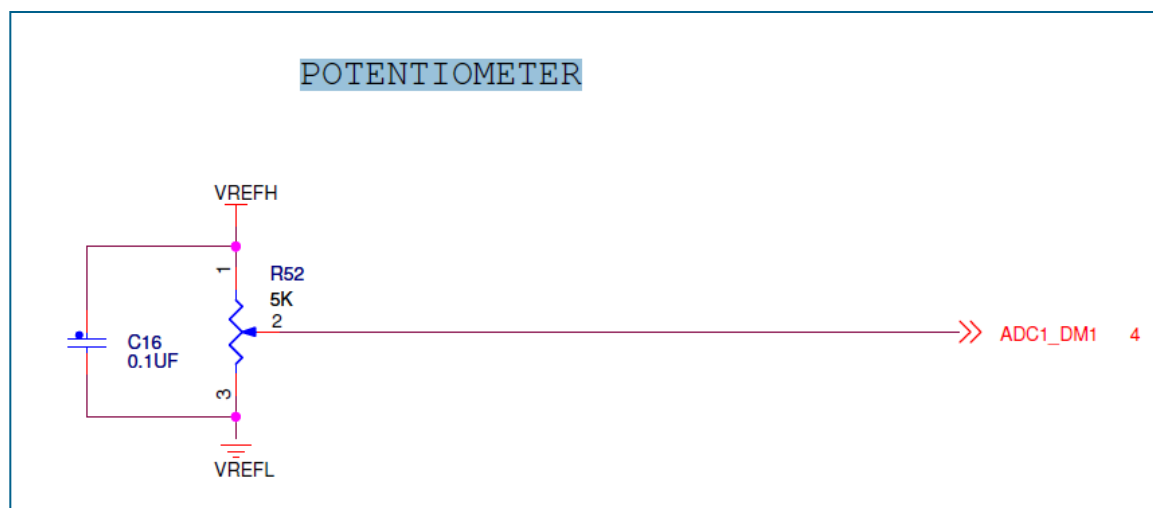 POTENTIOMETER
VREFH
1
R52
5K
2
C16
0.1UF
ADC1_DM1 4
3
VREFL